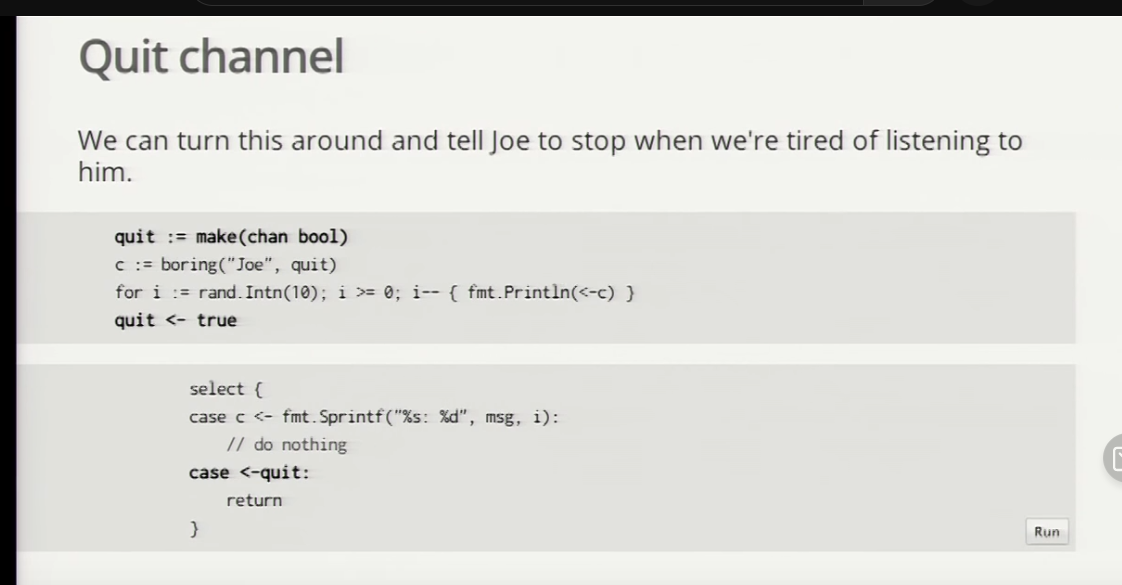 Quit channel
We can turn this around and tell Joe to stop when we're tired of listening to
him.
quit := make(chan bool)
c := boring("Joe", quit)
for i := rand.Intn(10); i >= 0; i-- { fmt.Println(<-c) }
quit <- true
select {
case c <- fmt.Sprintf("%s: %d", msg, i):
// do nothing
case <-quit:
return
}
Run